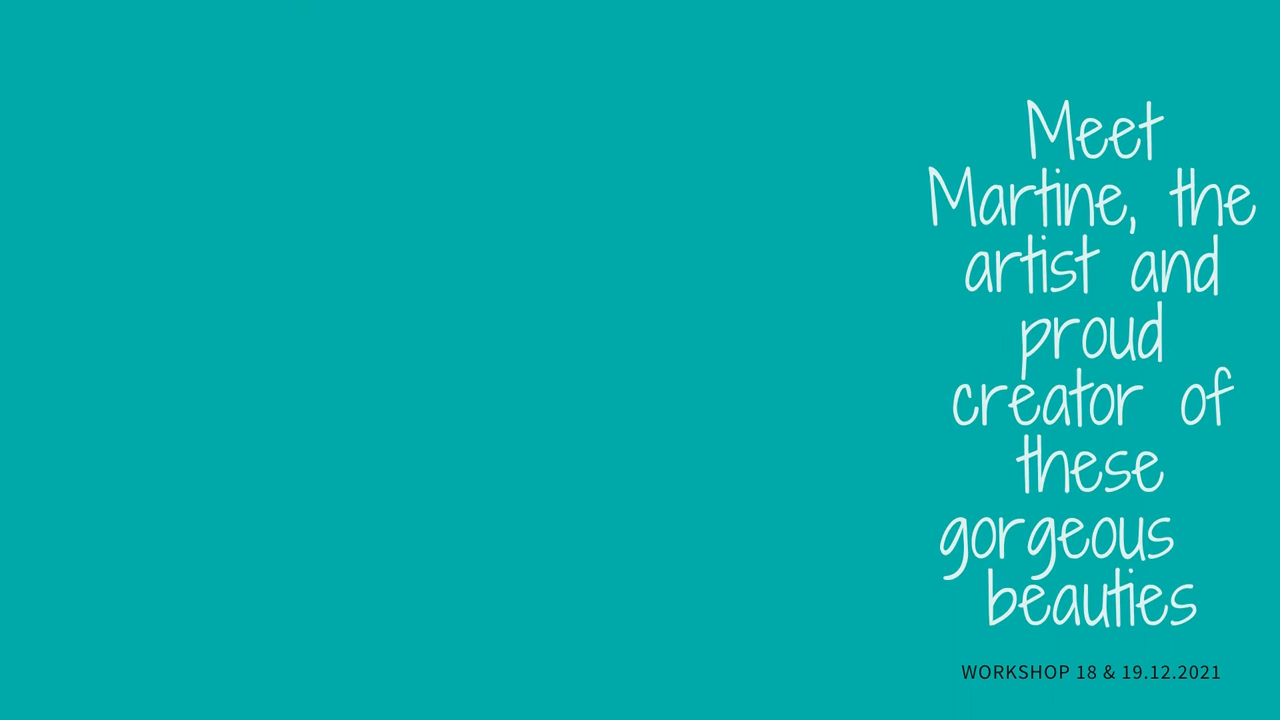 Meet
Martine, the
artist and
proud
creator of
these
gorgeous
beauties
WORKSHOP 18 & 19.12.2021